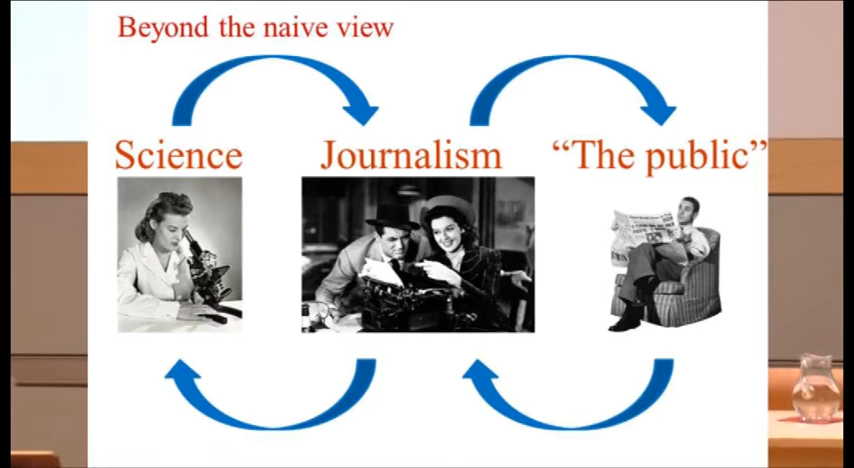 Beyond the naive view
Science
Journalism
“The public”